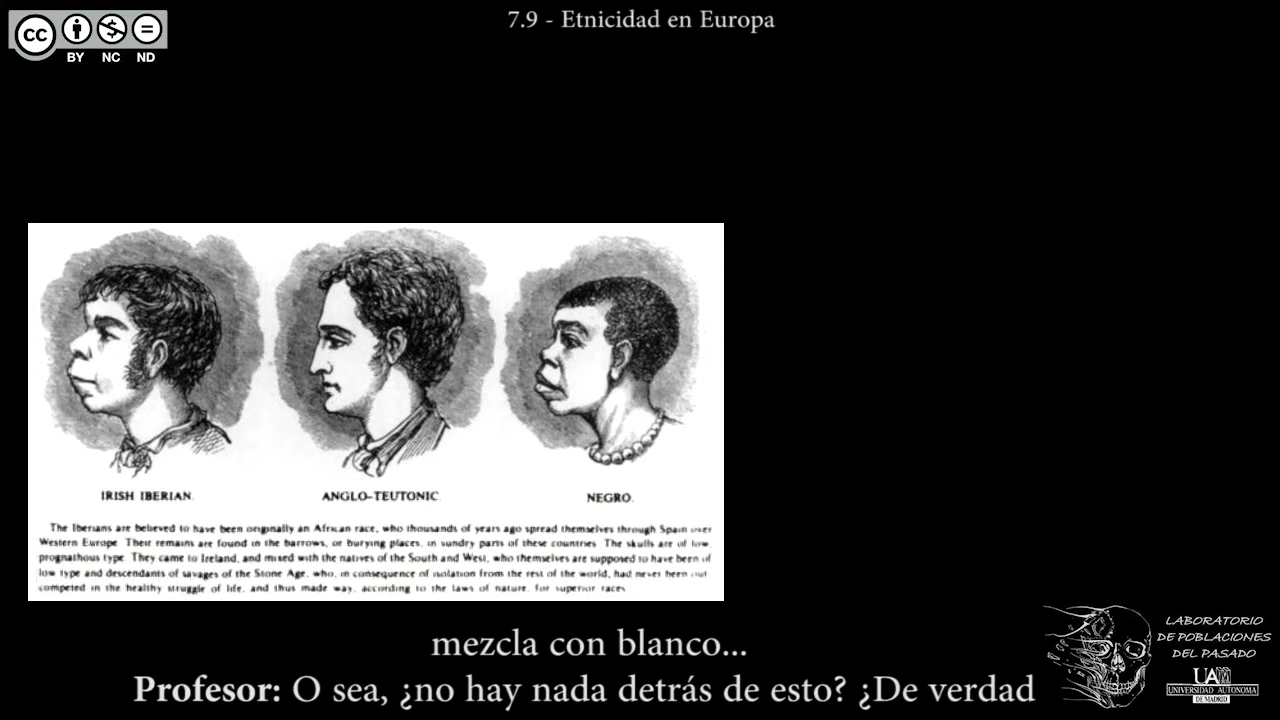 7.9 - Etnicidad en Europa
cc
BY NC ND
IRISH IBERIAN. ANGLO-TEUTONIC. NEGRO.
The Iberians are believed to have been originally an African race, who thousands of years ago spread themselves through Spain over
Western Europe. Their remains are found in the barrows, or burying places, in sundry parts of these countries. The skulls are of low,
prognathous type. They came to Ireland, and mixed with the natives of the South and West, who themselves are supposed to have been of
low type and descendants of savages of the Stone Age, who, in consequence of isolation from the rest of the world, had never been out-
competed in the healthy struggle of life, and thus made way, according to the laws of nature, for superior races.
mezcla con blanco...
Profesor: O sea, ¿no hay nada detrás de esto? ¿De verdad
LABORATORIO
DE POBLACIONES
DEL PASADO
UAM
UNIVERSIDAD AUTONOMA
DE MADRID